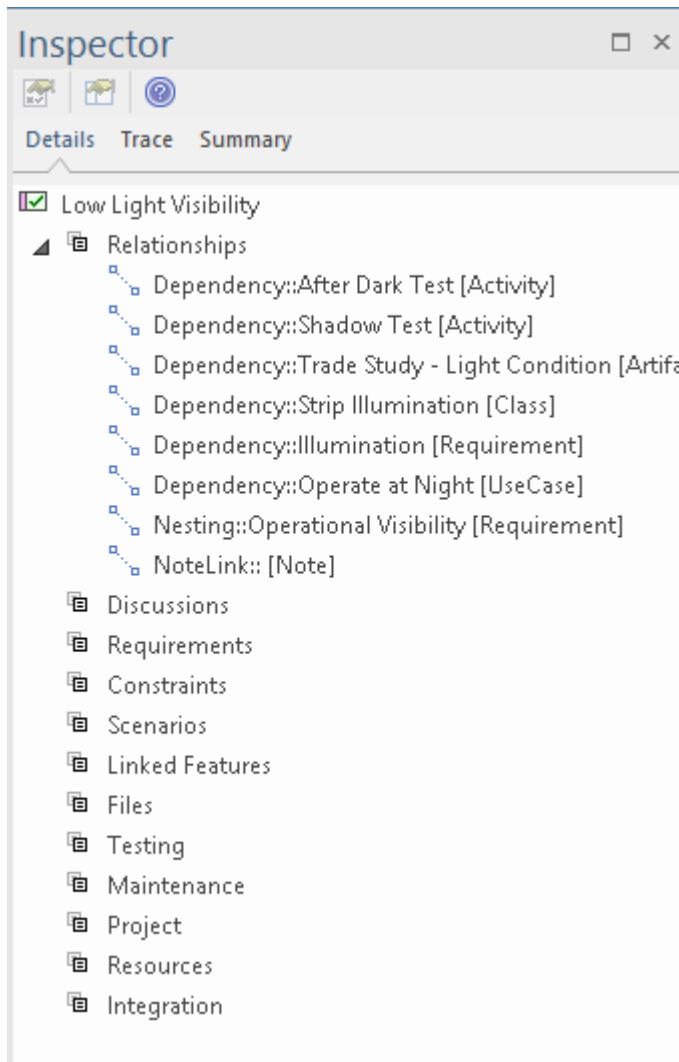 Inspector
Details Trace Summary
Low Light Visibility
Relationships
Dependency::After Dark Test [Activity]
Dependency::Shadow Test [Activity]
Dependency::Trade Study - Light Condition [Artifa
Dependency::Strip Illumination [Class]
Dependency::Illumination [Requirement]
Dependency::Operate at Night [UseCase]
Nesting::Operational Visibility [Requirement]
NoteLink:: [Note]
Discussions
Requirements
Constraints
Scenarios
Linked Features
Files
Testing
Maintenance
Project
Resources
Integration